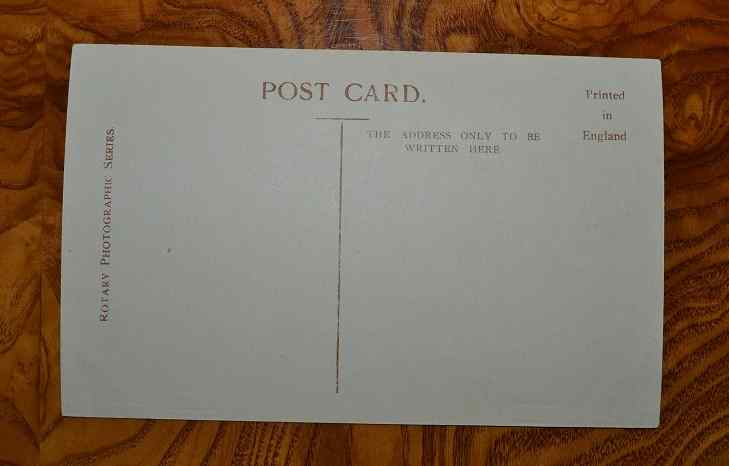 POST CARD.
Printed
in
England
THE ADDRESS ONLY TO BE
WRITTEN HERE
ROTARY PHOTOGRAPHIC SERIES.